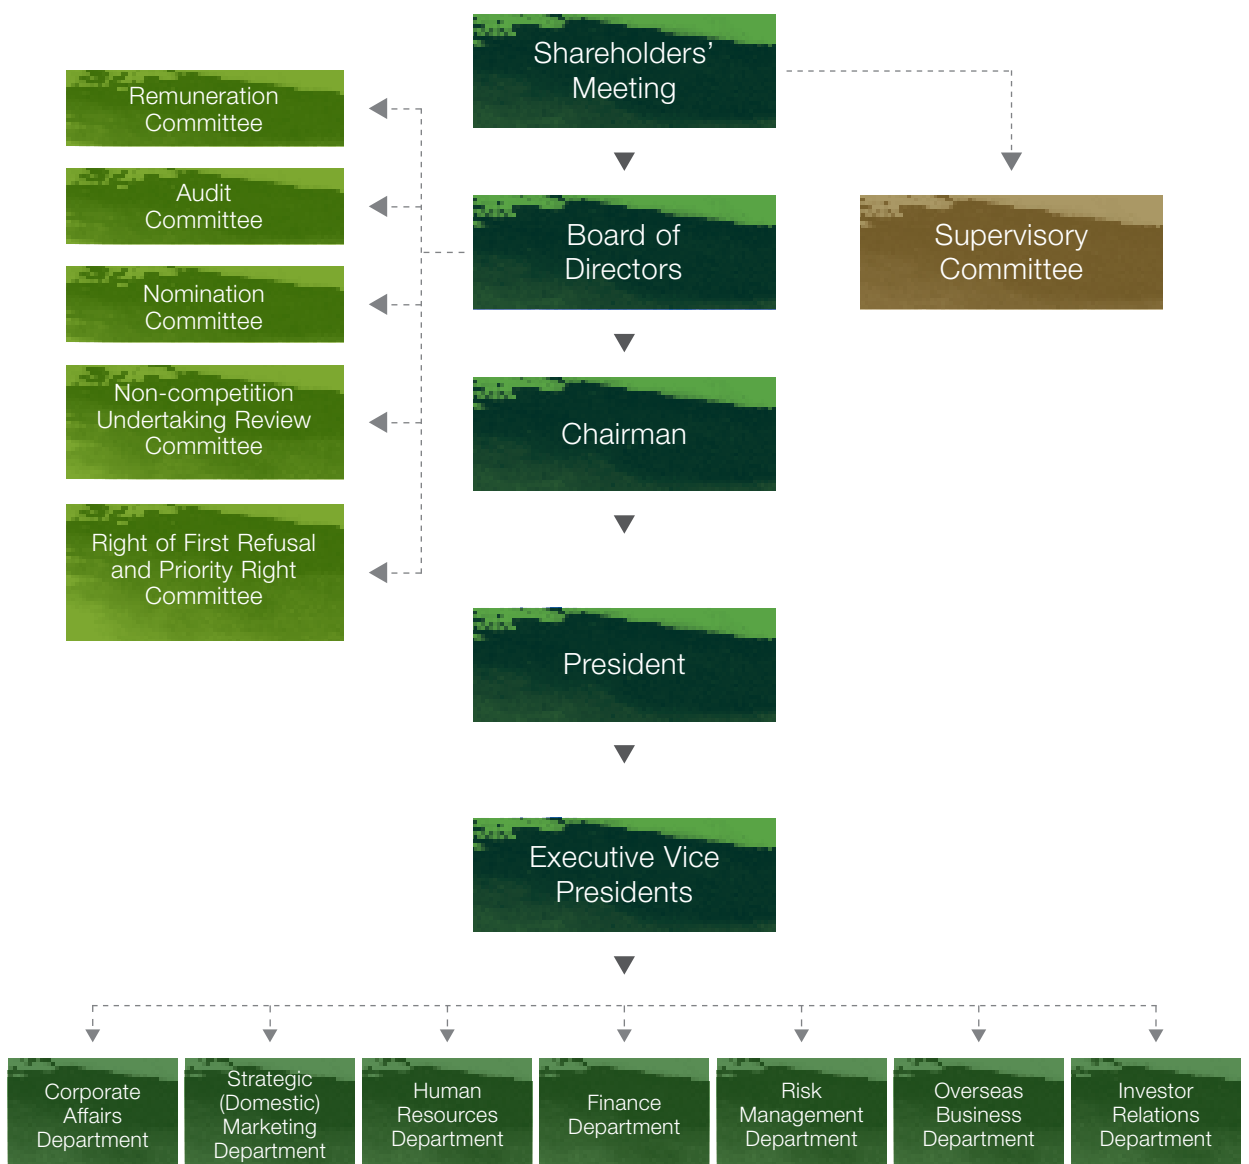 Shareholders’
Meeting
Remuneration
Committee
Audit
Committee
Nomination
Committee
Non-competition
Undertaking Review
Committee
Right of First Refusal
and Priority Right
Committee
Board of
Directors
Supervisory
Committee
Chairman
President
Executive Vice
Presidents
Corporate
Affairs
Department
Strategic
(Domestic)
Marketing
Department
Human
Resources
Department
Finance
Department
Risk
Management
Department
Overseas
Business
Department
Investor
Relations
Department